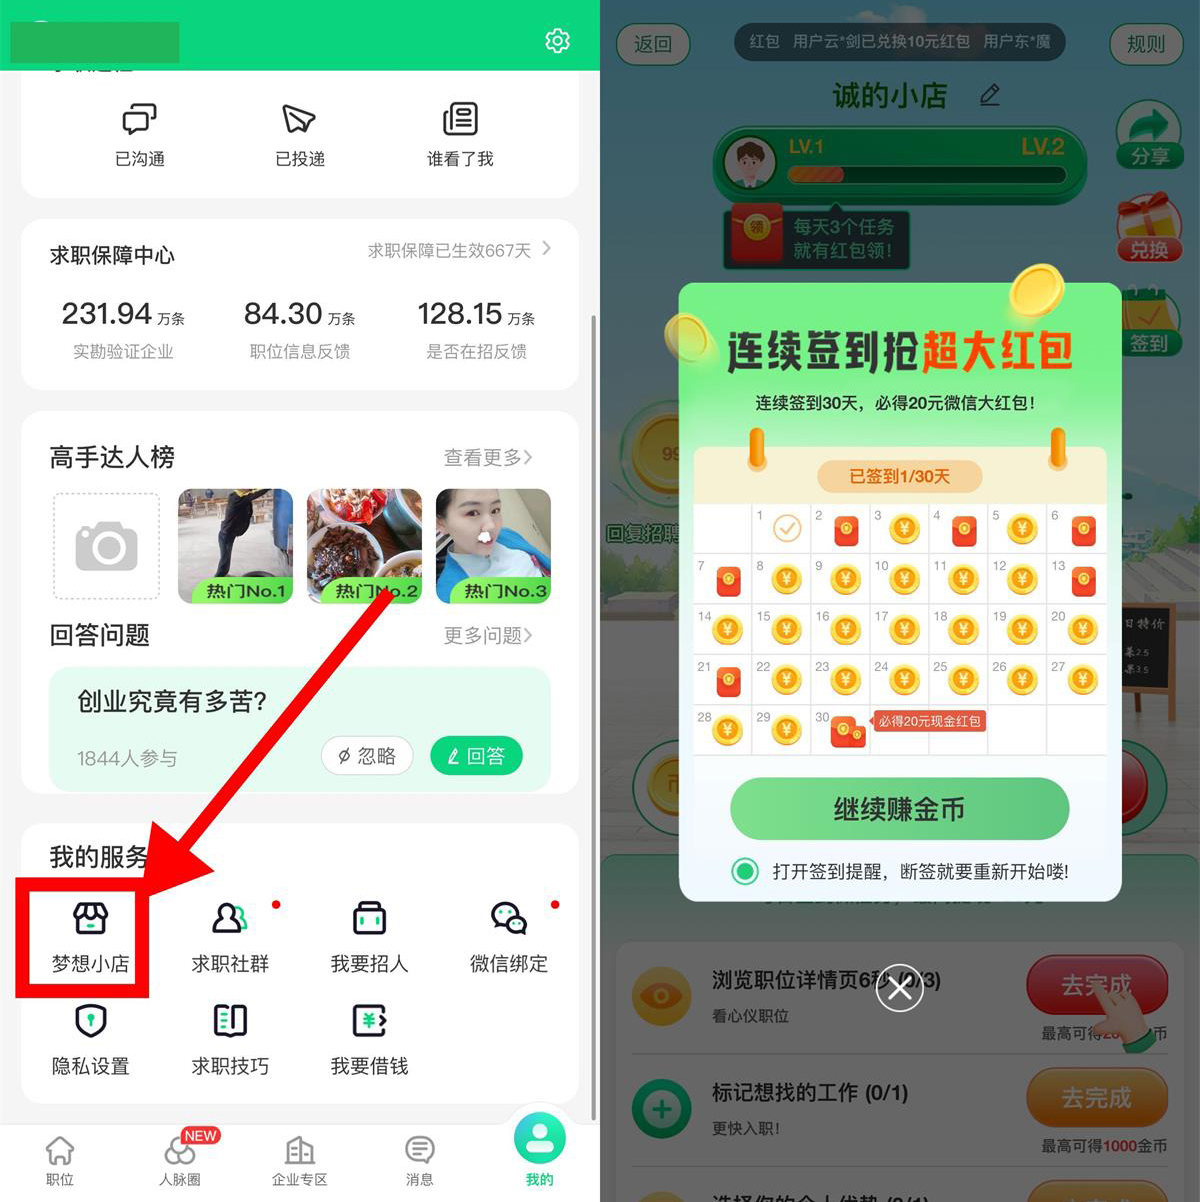 已沟通
已投递
谁看了我
求职保障中心
求职保障已生效667天
231.94万条
84.30万条
128.15万条
实勘验证企业
职位信息反馈
是否在招反馈
高手达人榜
查看更多
热门No.1
热门No.2
热门No.3
回答问题
更多问题
创业究竟有多苦?
1844人参与
忽略
回答
我的服务
梦想小店
求职社群
我要招人
微信绑定
隐私设置
求职技巧
我要借钱
职位
NEW
人脉圈
企业专区
消息
我的
返回
红包 用户云*剑已兑换10元红包 用户东*魔
规则
诚的小店
LV.1
LV.2
分享
领
每天3个任务
就有红包领!
兑换
签到
连续签到抢超大红包
连续签到30天，必得20元微信大红包!
已签到1/30天
1 2 3 4 5 6
7 8 9 10 11 12 13
14 15 16 17 18 19 20
21 22 23 24 25 26 27
28 29 30
必得20元现金红包
99
回复招聘
日特价
2.5
3.5
继续赚金币
打开签到提醒，断签就要重新开始喽!
浏览职位详情页6秒 (0/3)
看心仪职位
去完成
最高可得
标记想找的工作 (0/1)
更快入职!
去完成
最高可得1000金币